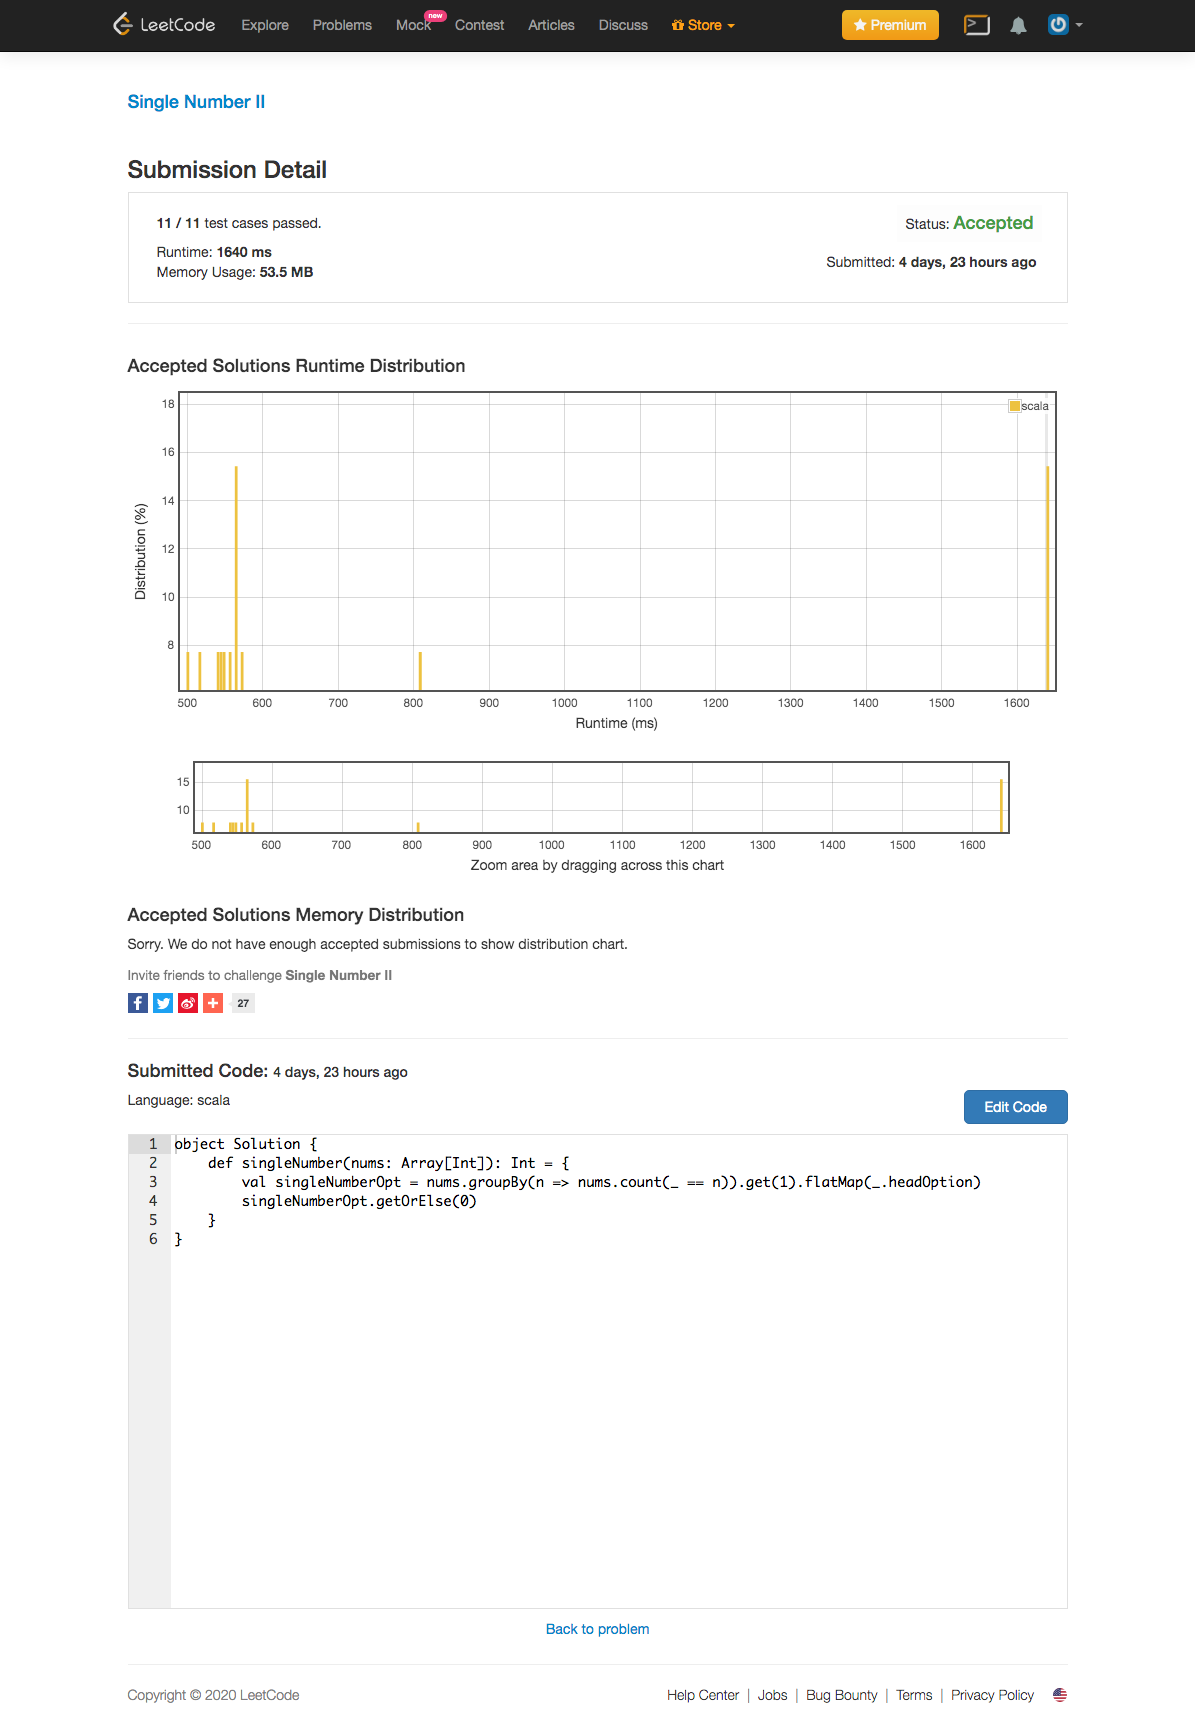 LeetCode Explore Problems Mock new Contest Articles Discuss Store Premium
Single Number II
Submission Detail
11 / 11 test cases passed.
Status: Accepted
Runtime: 1640 ms
Memory Usage: 53.5 MB
Submitted: 4 days, 23 hours ago
Accepted Solutions Runtime Distribution
18
scala
16
14
12
10
8
Distribution (%)
500 600 700 800 900 1000 1100 1200 1300 1400 1500 1600
Runtime (ms)
15
10
500 600 700 800 900 1000 1100 1200 1300 1400 1500 1600
Zoom area by dragging across this chart
Accepted Solutions Memory Distribution
Sorry. We do not have enough accepted submissions to show distribution chart.
Invite friends to challenge Single Number II
27
Submitted Code: 4 days, 23 hours ago
Language: scala
Edit Code
1 object Solution {
2     def singleNumber(nums: Array[Int]): Int = {
3         val singleNumberOpt = nums.groupBy(n => nums.count(_ == n)).get(1).flatMap(_.headOption)
4         singleNumberOpt.getOrElse(0)
5     }
6 }
Back to problem
Copyright © 2020 LeetCode
Help Center | Jobs | Bug Bounty | Terms | Privacy Policy